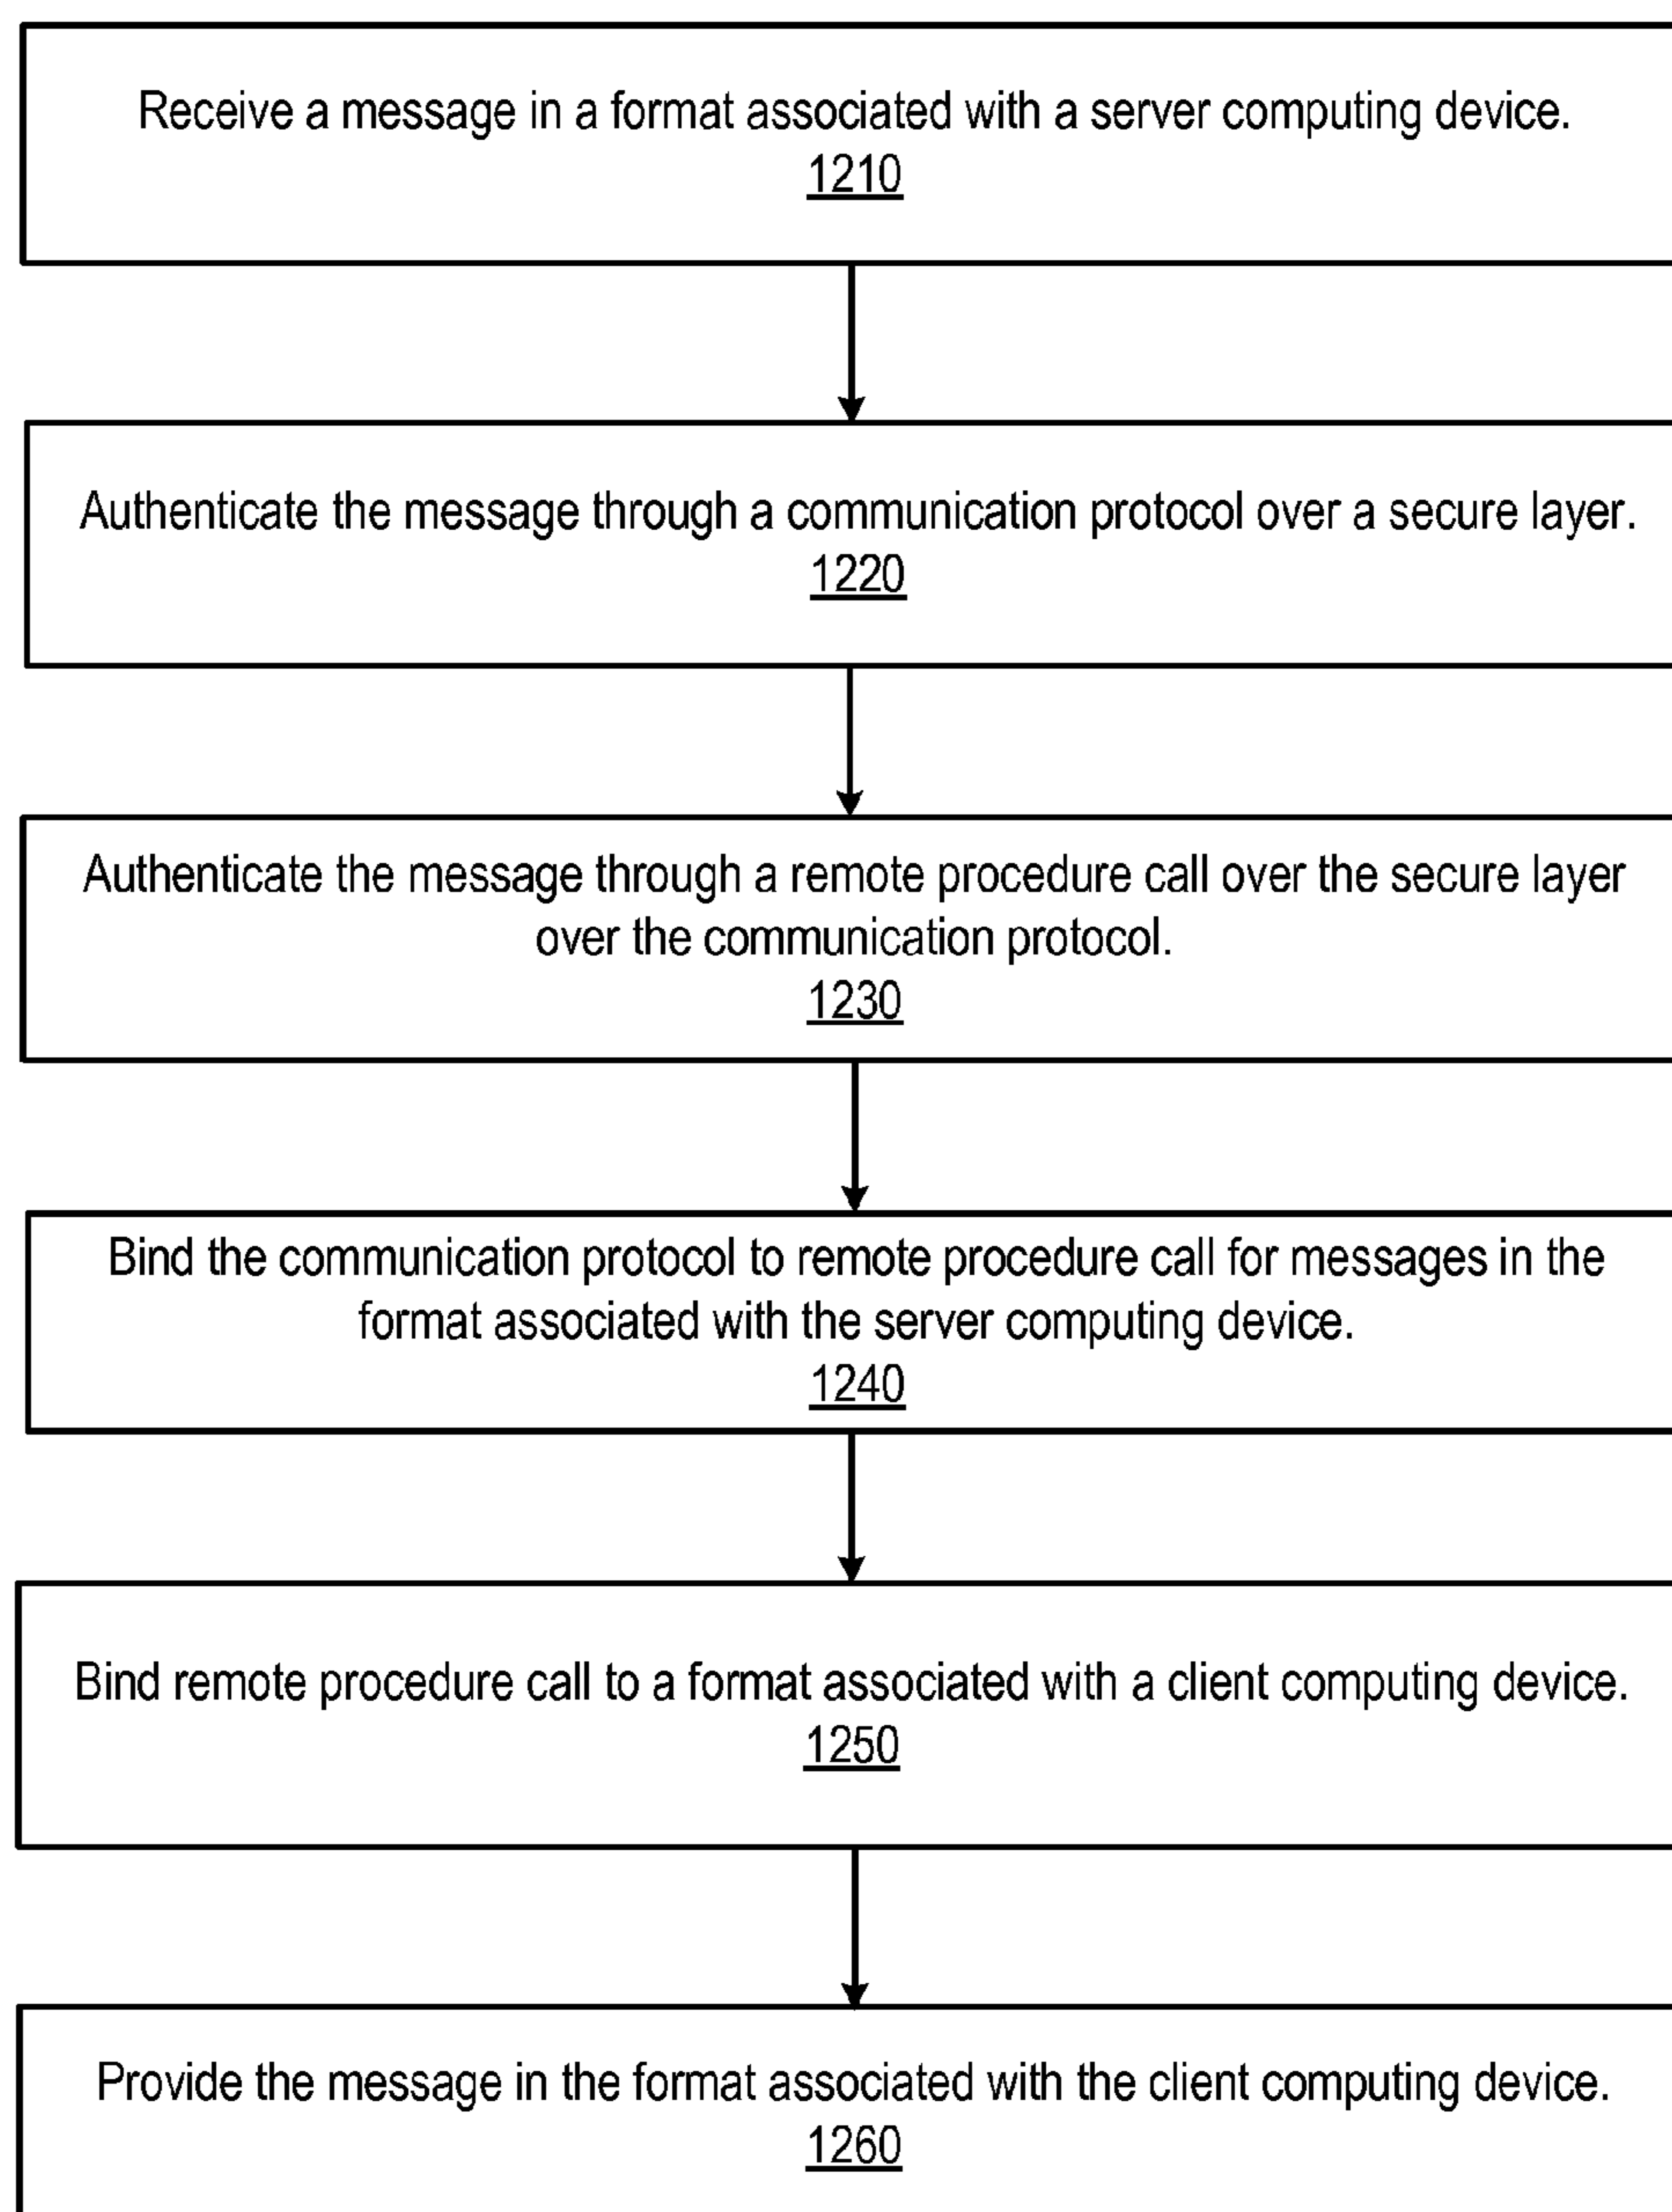 Receive a message in a format associated with a server computing device.
1210
Authenticate the message through a communication protocol over a secure layer.
1220
Authenticate the message through a remote procedure call over the secure layer
over the communication protocol.
1230
Bind the communication protocol to remote procedure call for messages in the
format associated with the server computing device.
1240
Bind remote procedure call to a format associated with a client computing device.
1250
Provide the message in the format associated with the client computing device.
1260